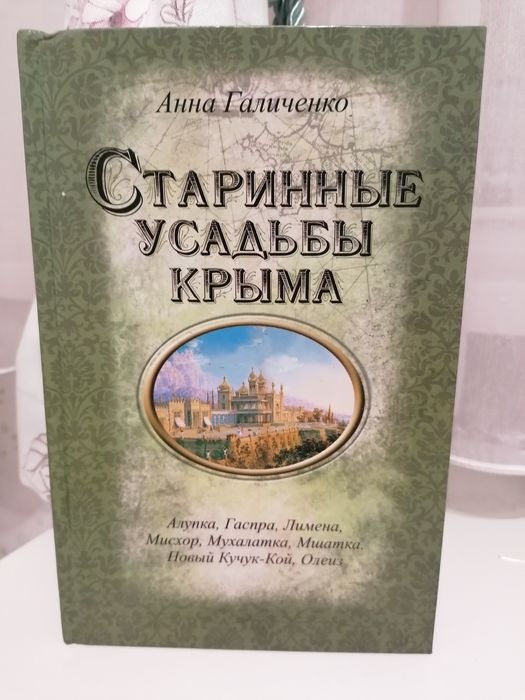 Анна Галиченко
Старинные
усадьбы
Крыма
Алупка, Гаспра, Лимена,
Мисхор, Мухалатка, Мшатка,
Новый Кучук-Кой, Олеиз